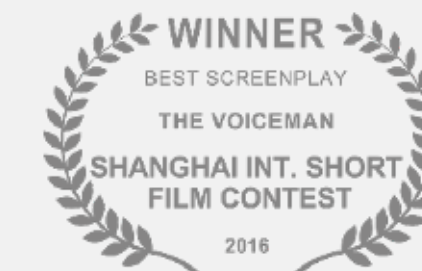 WINNER
BEST SCREENPLAY
THE VOICEMAN
SHANGHAI INT. SHORT
FILM CONTEST
2016